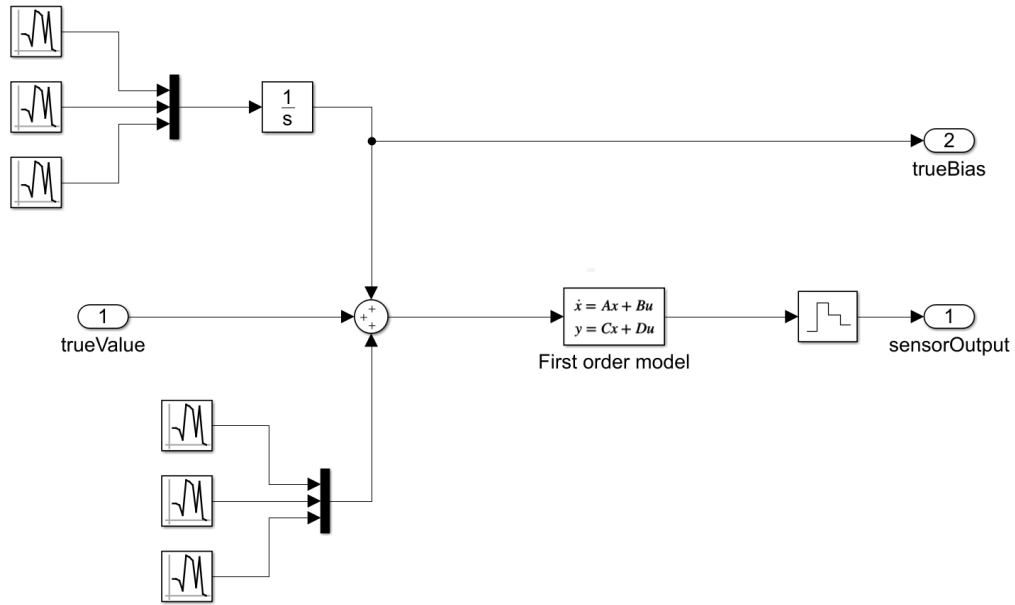 1
s
2
trueBias
1
trueValue
+
+
+
ẋ = Ax + Bu
y = Cx + Du
First order model
1
sensorOutput